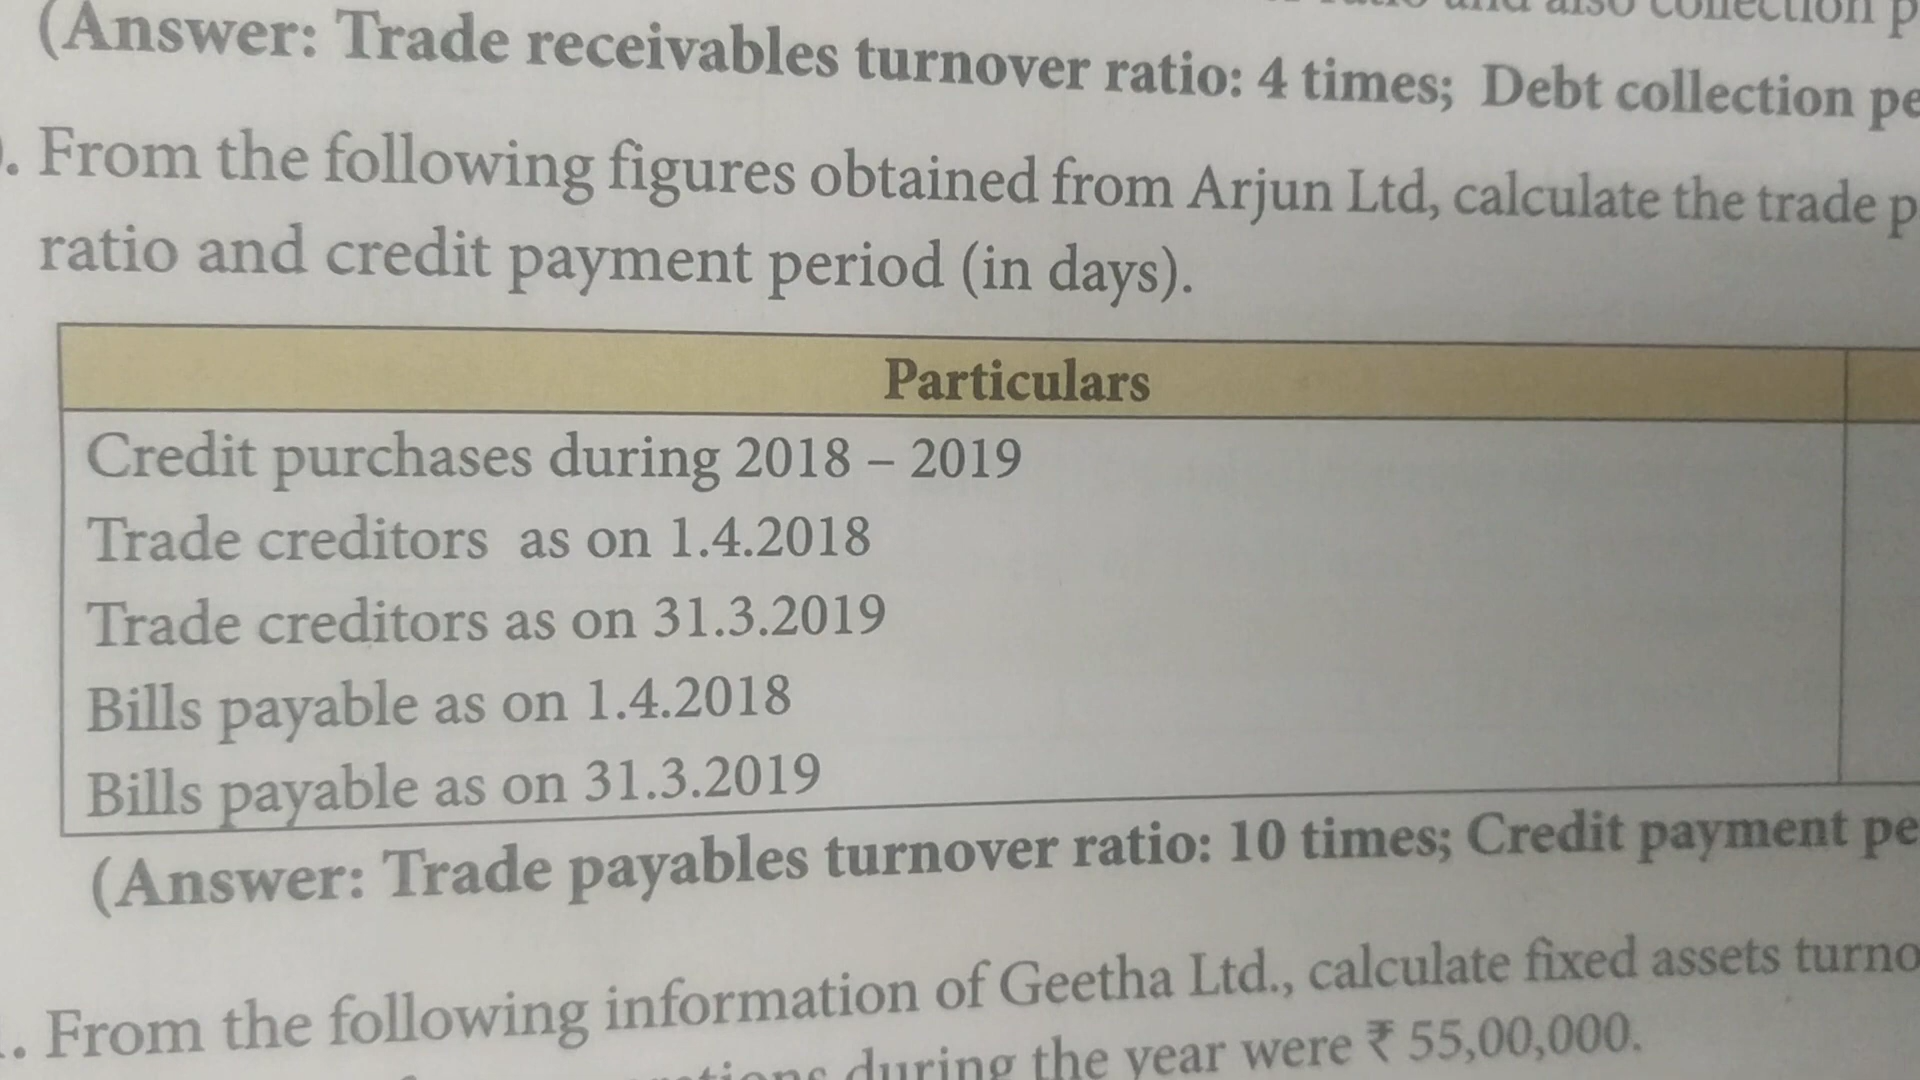 ratio and also collection p
(Answer: Trade receivables turnover ratio: 4 times; Debt collection pe
. From the following figures obtained from Arjun Ltd, calculate the trade p
ratio and credit payment period (in days).
Particulars
Credit purchases during 2018 – 2019
Trade creditors as on 1.4.2018
Trade creditors as on 31.3.2019
Bills payable as on 1.4.2018
Bills payable as on 31.3.2019
(Answer: Trade payables turnover ratio: 10 times; Credit payment pe
. From the following information of Geetha Ltd., calculate fixed assets turno
during the year were ₹ 55,00,000.